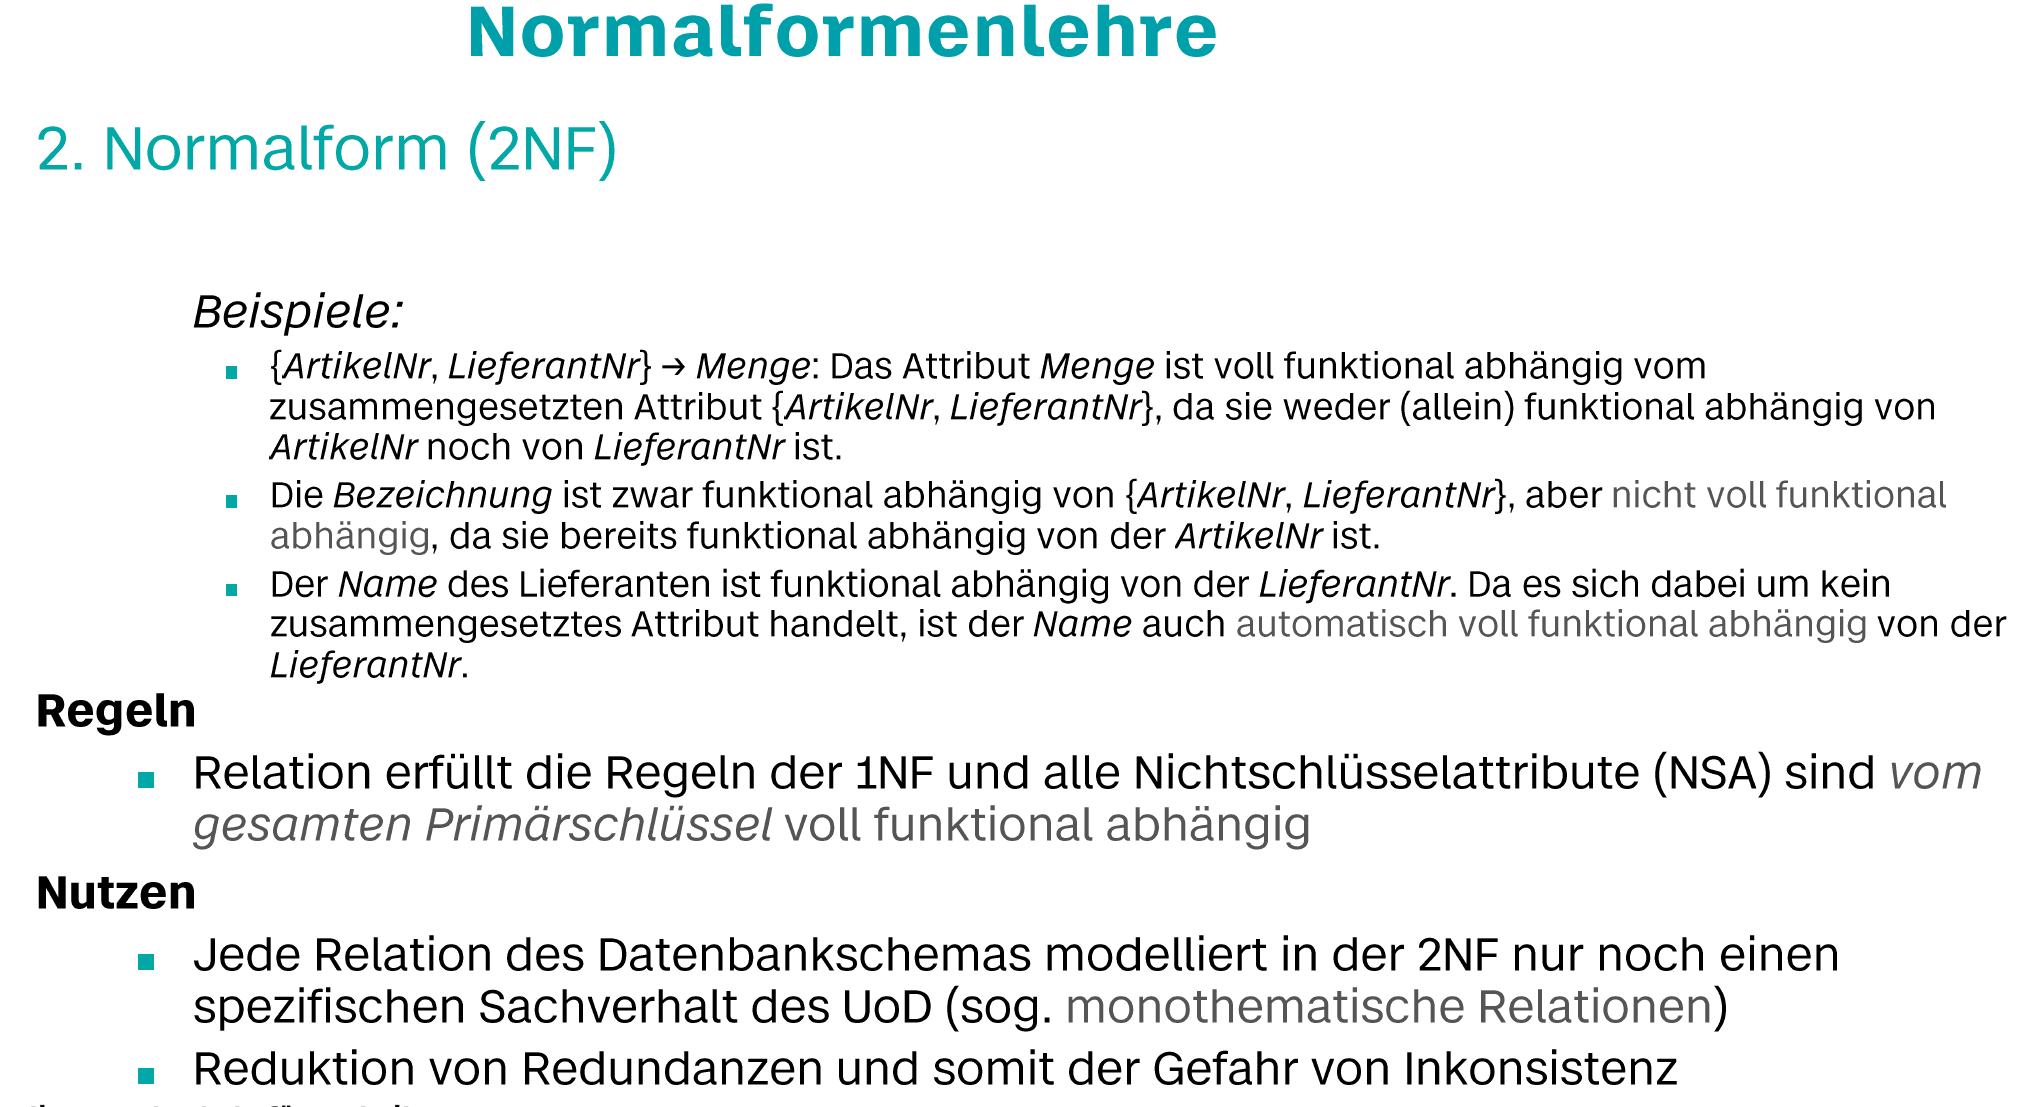 Normalformenlehre
2. Normalform (2NF)
Beispiele:
{ArtikelNr, LieferantNr} → Menge: Das Attribut Menge ist voll funktional abhängig vom
zusammengesetzten Attribut {ArtikelNr, LieferantNr}, da sie weder (allein) funktional abhängig von
ArtikelNr noch von LieferantNr ist.
Die Bezeichnung ist zwar funktional abhängig von {ArtikelNr, LieferantNr}, aber nicht voll funktional
abhängig, da sie bereits funktional abhängig von der ArtikelNr ist.
Der Name des Lieferanten ist funktional abhängig von der LieferantNr. Da es sich dabei um kein
zusammengesetztes Attribut handelt, ist der Name auch automatisch voll funktional abhängig von der
LieferantNr.
Regeln
Relation erfüllt die Regeln der 1NF und alle Nichtschlüsselattribute (NSA) sind vom
gesamten Primärschlüssel voll funktional abhängig
Nutzen
Jede Relation des Datenbankschemas modelliert in der 2NF nur noch einen
spezifischen Sachverhalt des UoD (sog. monothematische Relationen)
Reduktion von Redundanzen und somit der Gefahr von Inkonsistenz